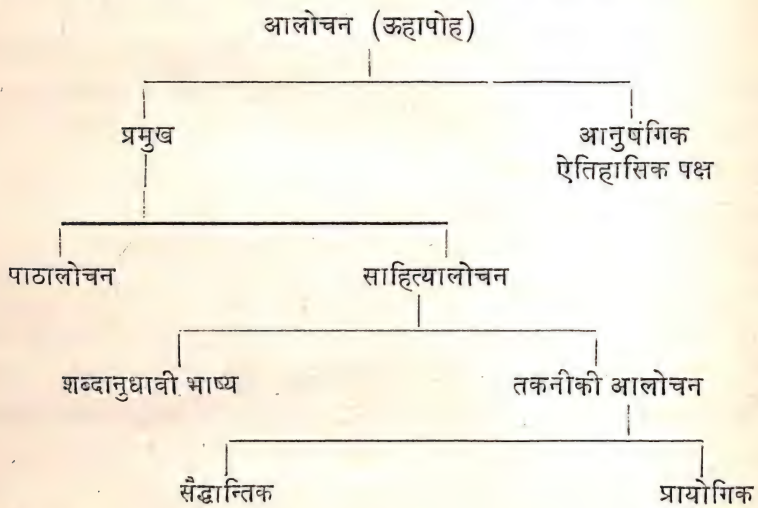 आलोचन (ऊहापोह)
प्रमुख आनुषंगिक
ऐतिहासिक पक्ष
पाठालोचन साहित्यालोचन
शब्दानुधावी भाष्य तकनीकी आलोचन
सैद्धान्तिक प्रायोगिक